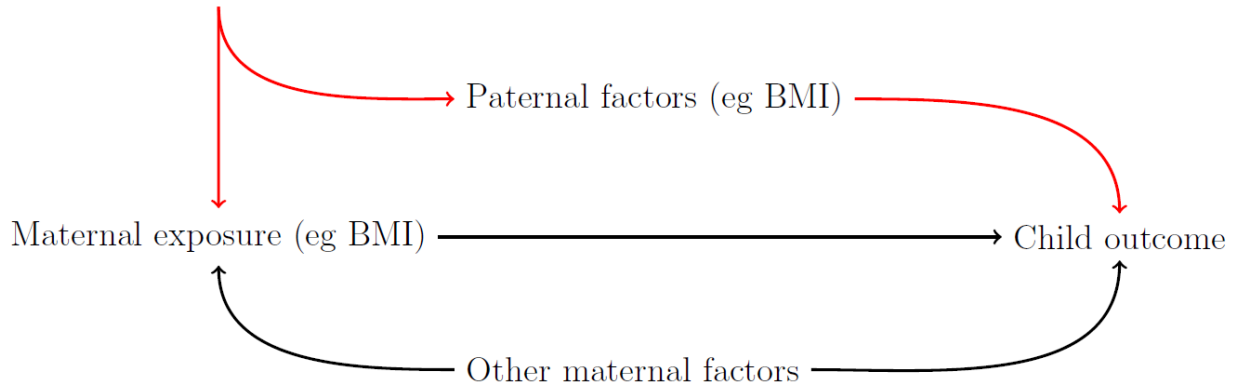 Paternal factors (eg BMI)
Maternal exposure (eg BMI)
Child outcome
Other maternal factors